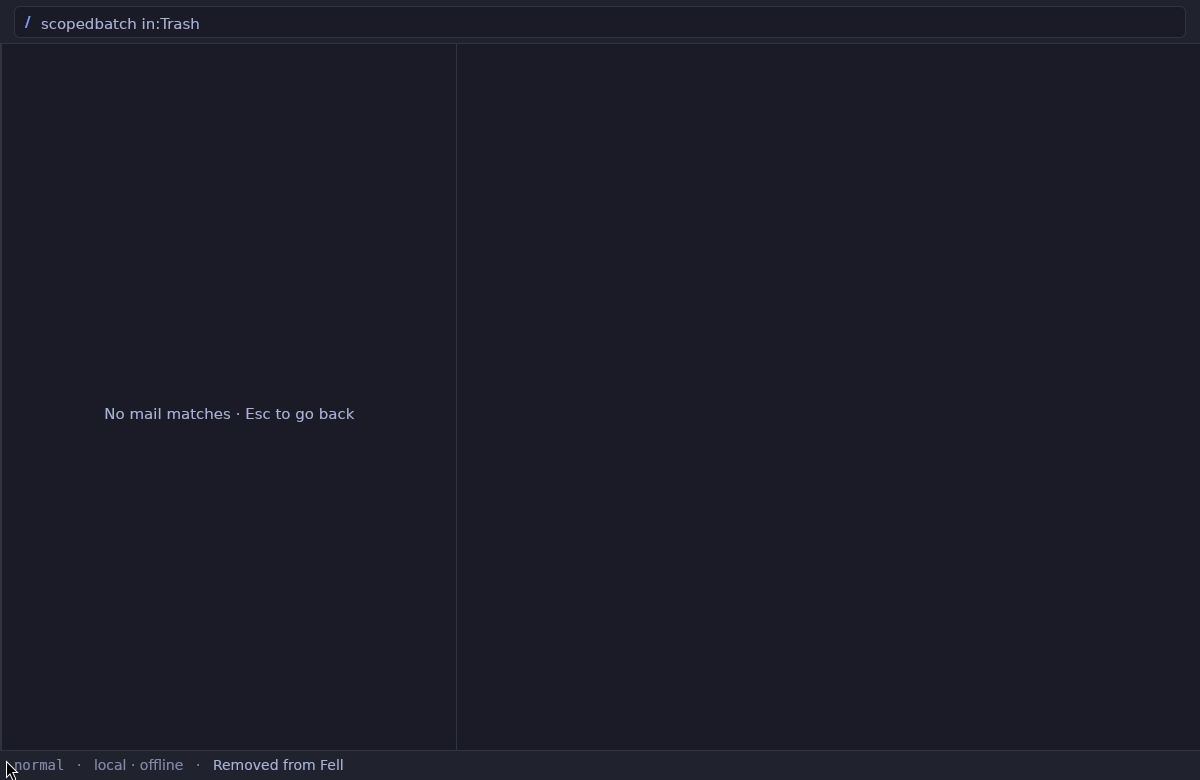 / scopedbatch in:Trash
No mail matches · Esc to go back
normal · local · offline · Removed from Fell